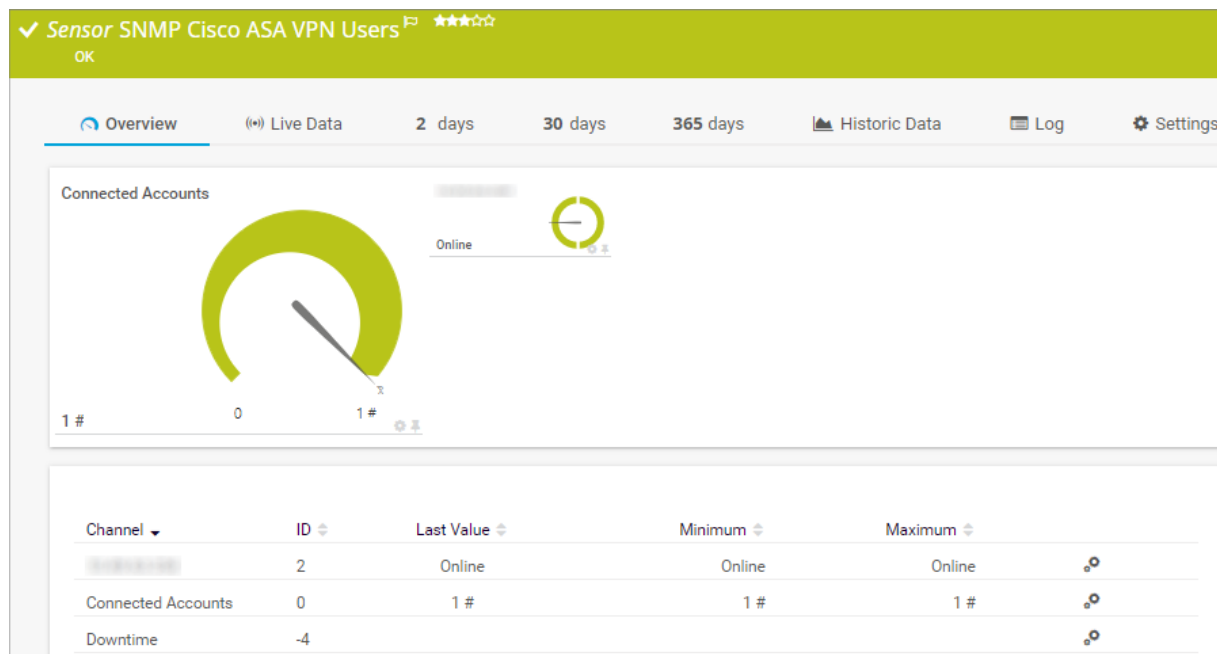 Sensor SNMP Cisco ASA VPN Users
OK
Overview Live Data 2 days 30 days 365 days Historic Data Log Settings
Connected Accounts
Online
0 1 #
1 #
Channel ID Last Value Minimum Maximum
2 Online Online Online
Connected Accounts 0 1 # 1 # 1 #
Downtime -4